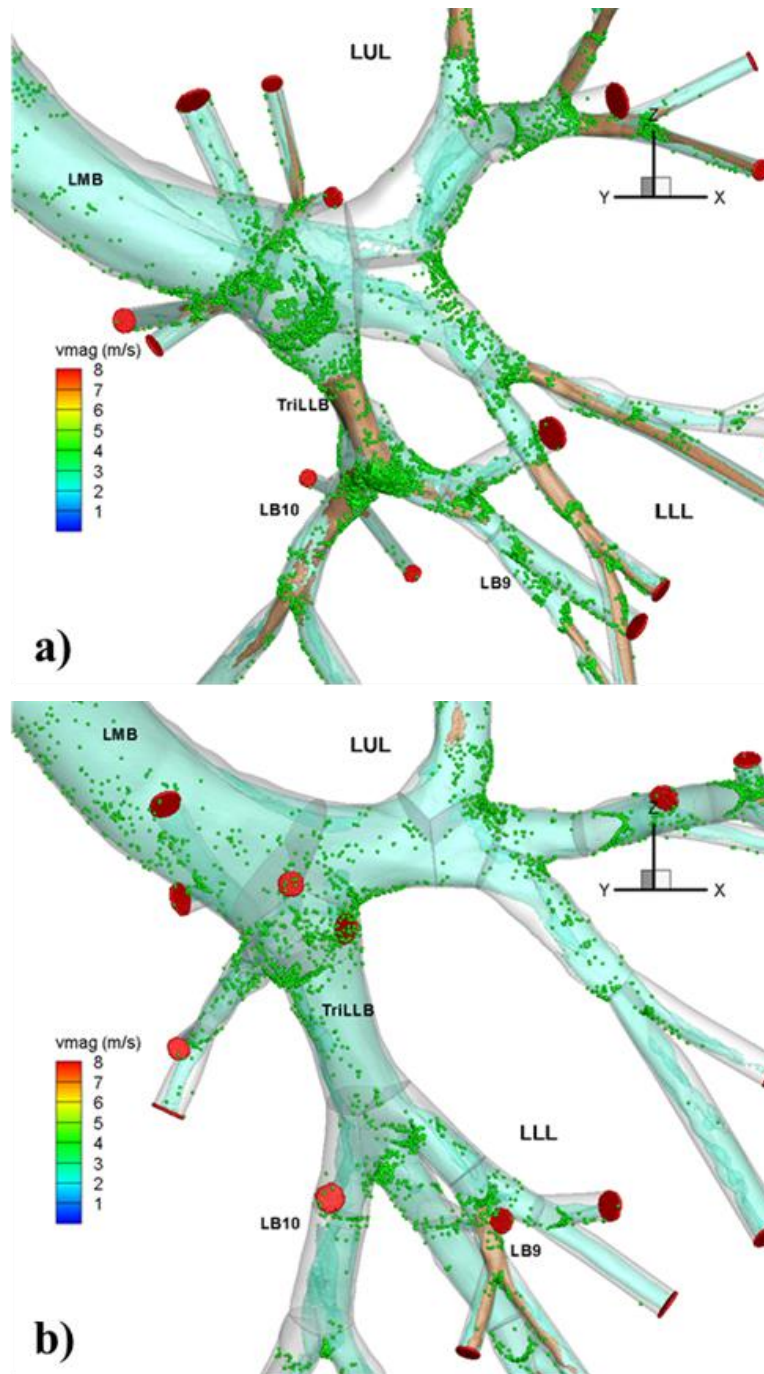 LUL
LMB
Z
Y X
vmag (m/s)
8
7
6
5
4
3
2
1
TriLLB
LB10
LLL
LB9
a)
LMB
LUL
Z
Y X
TriLLB
vmag (m/s)
8
7
6
5
4
3
2
1
LLL
LB10
LB9
b)